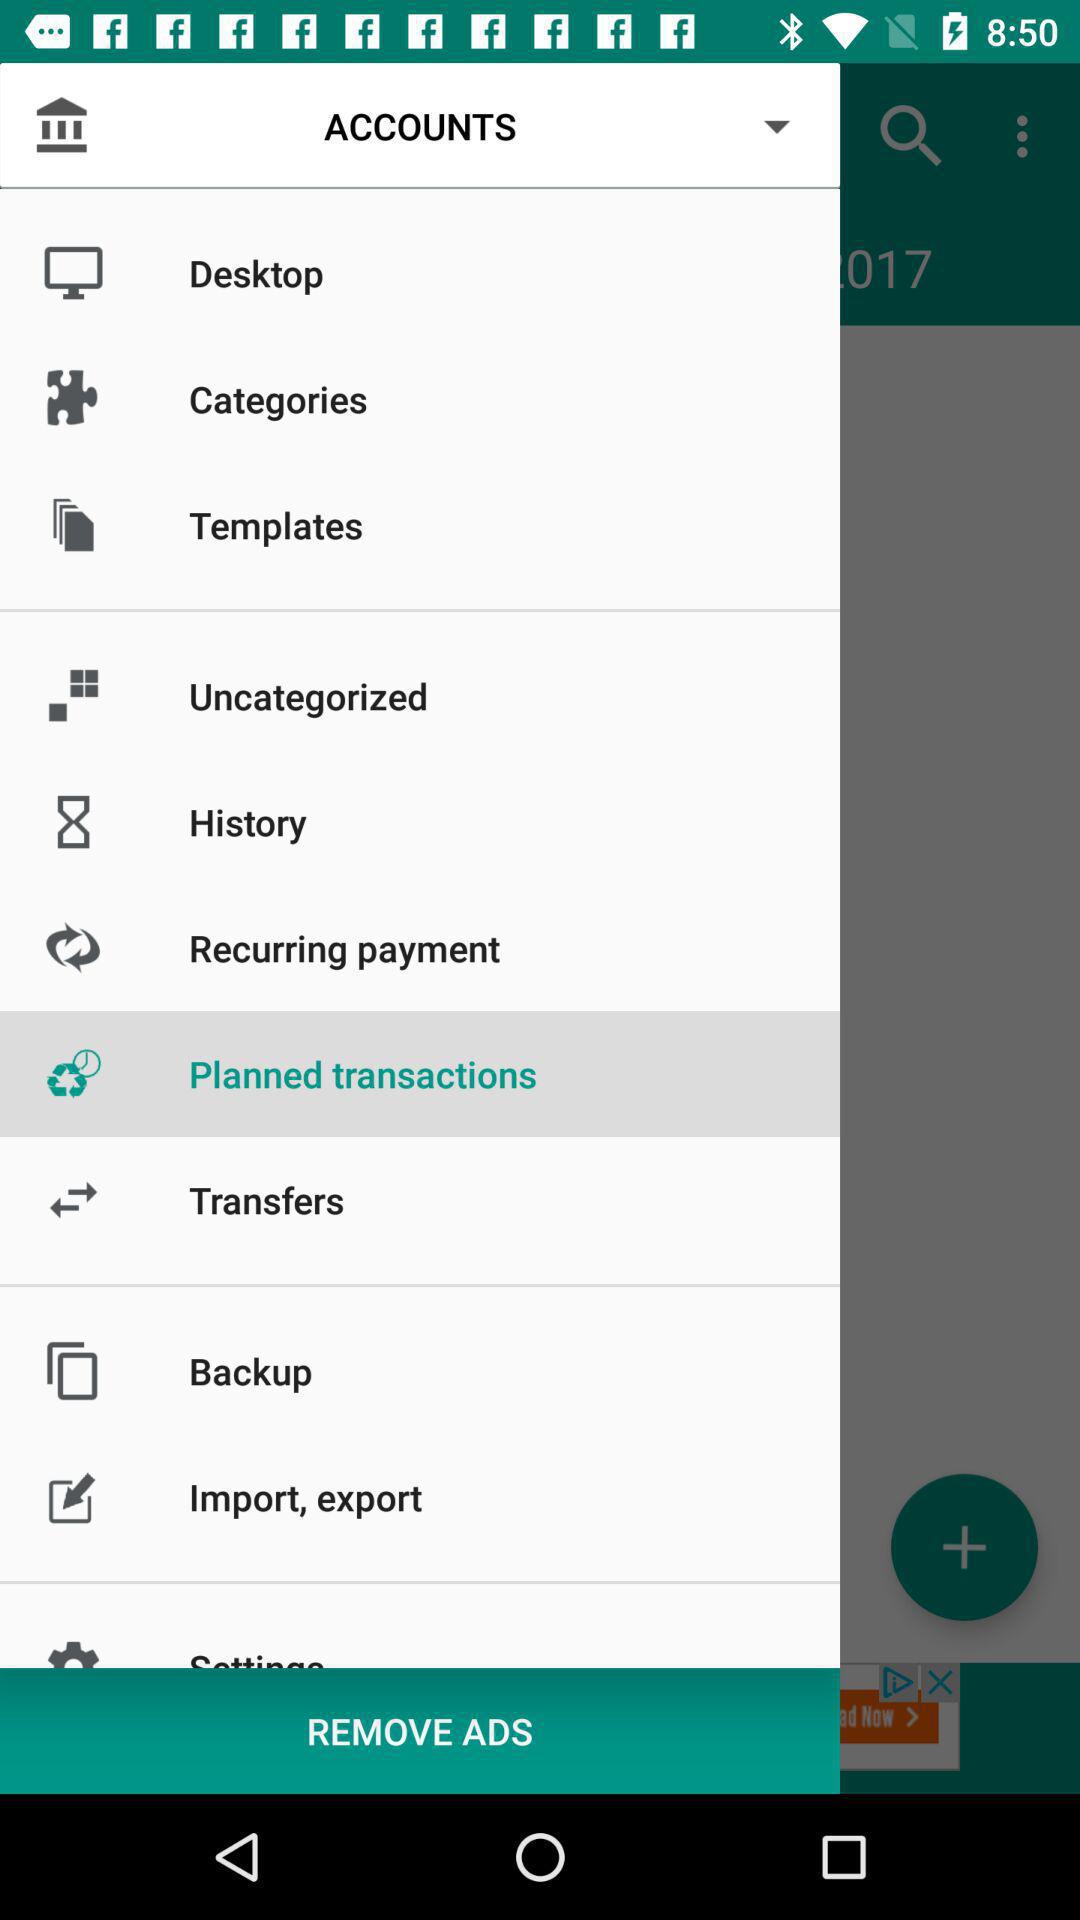 8:50
ACCOUNTS
2017
Desktop
Categories
Templates
Uncategorized
History
Recurring payment
Planned transactions
Transfers
Backup
Import, export
Settings
ad Now
REMOVE ADS